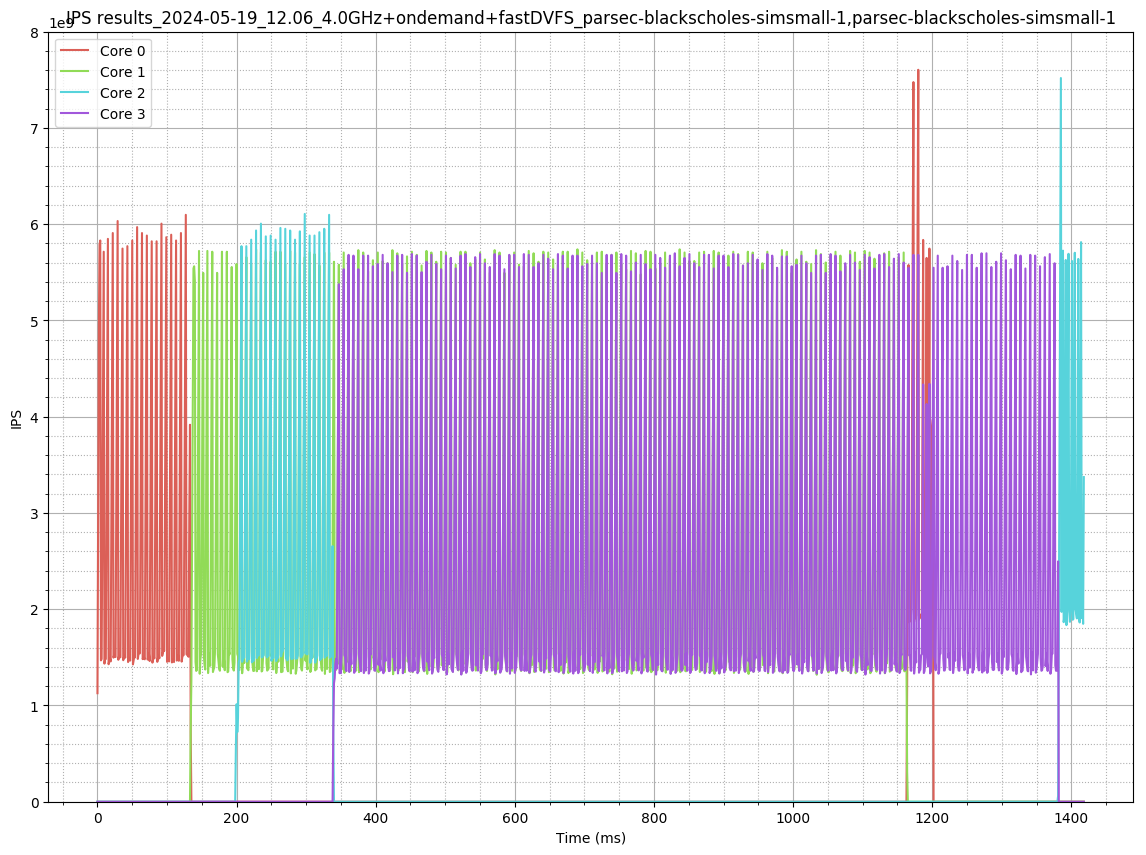 IPS results_2024-05-19_12.06_4.0GHz+ondemand+fastDVFS_parsec-blackscholes-simsmall-1,parsec-blackscholes-simsmall-1
1e9
Core 0
Core 1
Core 2
Core 3
8
7
6
5
4
3
2
1
0
IPS
0 200 400 600 800 1000 1200 1400
Time (ms)